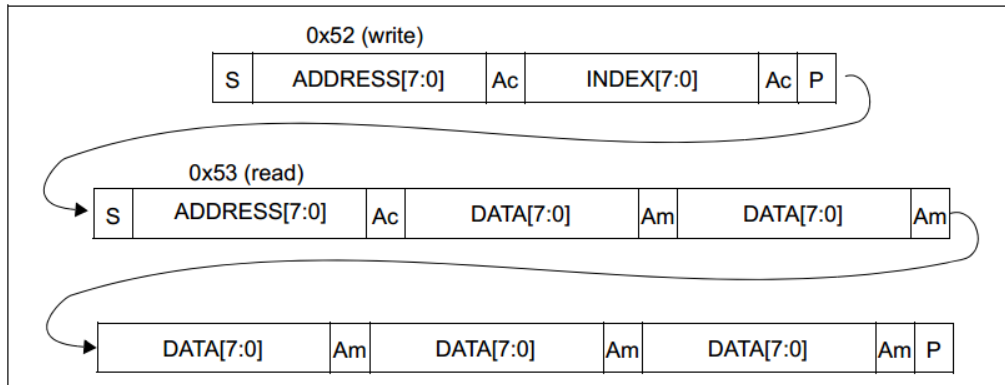 0x52 (write)
S ADDRESS[7:0] Ac INDEX[7:0] Ac P
0x53 (read)
S ADDRESS[7:0] Ac DATA[7:0] Am DATA[7:0] Am
DATA[7:0] Am DATA[7:0] Am DATA[7:0] Am P